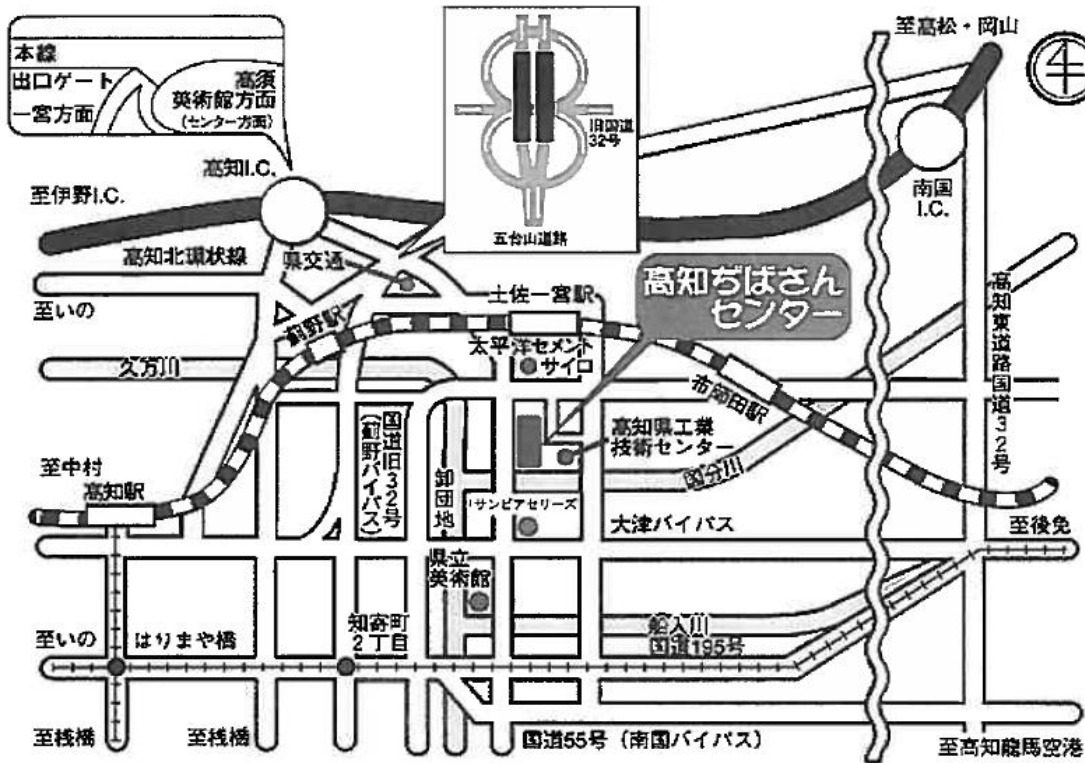 本線
出口ゲート
一宮方面
高須
美術館方面
(センター方面)
旧国道
32号
五台山道路
至高松・岡山
高知I.C.
至伊野I.C.
南国
I.C.
高知北環状線
県交通
至いの
土佐一宮駅
高知ぢばさん
センター
薊野駅
太平洋セメント
サイロ
久万川
布師田駅
高知東道路国道32号
国道旧32号
(薊野バイパス)
卸団地
高知県工業
技術センター
国分川
至中村
高知駅
サンピアセリーズ
大津バイパス
至後免
県立
美術館
至いの
はりまや橋
知寄町
2丁目
船入川
国道195号
至桟橋
至桟橋
国道55号(南国バイパス)
至高知龍馬空港